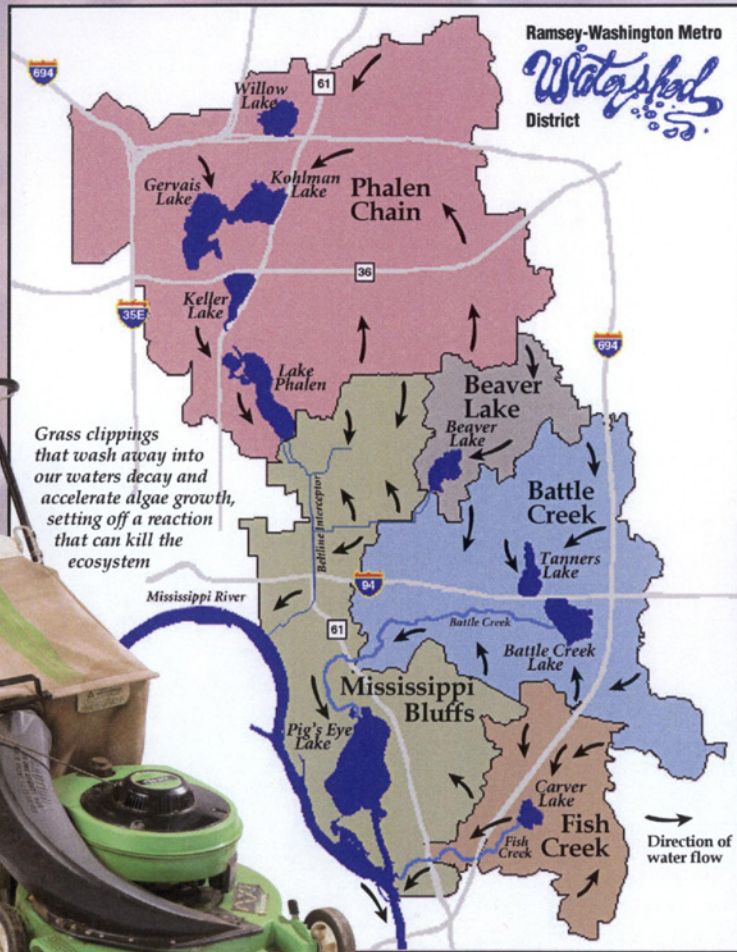 Ramsey-Washington Metro
Watershed
District
694
61
Willow
Lake
Gervais
Lake
Kohlman
Lake
Phalen
Chain
36
Keller
Lake
35E
694
Lake
Phalen
Beaver
Lake
Beaver
Lake
Grass clippings
that wash away into
our waters decay and
accelerate algae growth,
setting off a reaction
that can kill the
ecosystem
Beltline Interceptor
Battle
Creek
Tanners
Lake
94
Mississippi River
61
Battle Creek
Battle Creek
Lake
Mississippi
Bluffs
Pig's Eye
Lake
Carver
Lake
Fish
Creek
Fish
Creek
Direction of
water flow